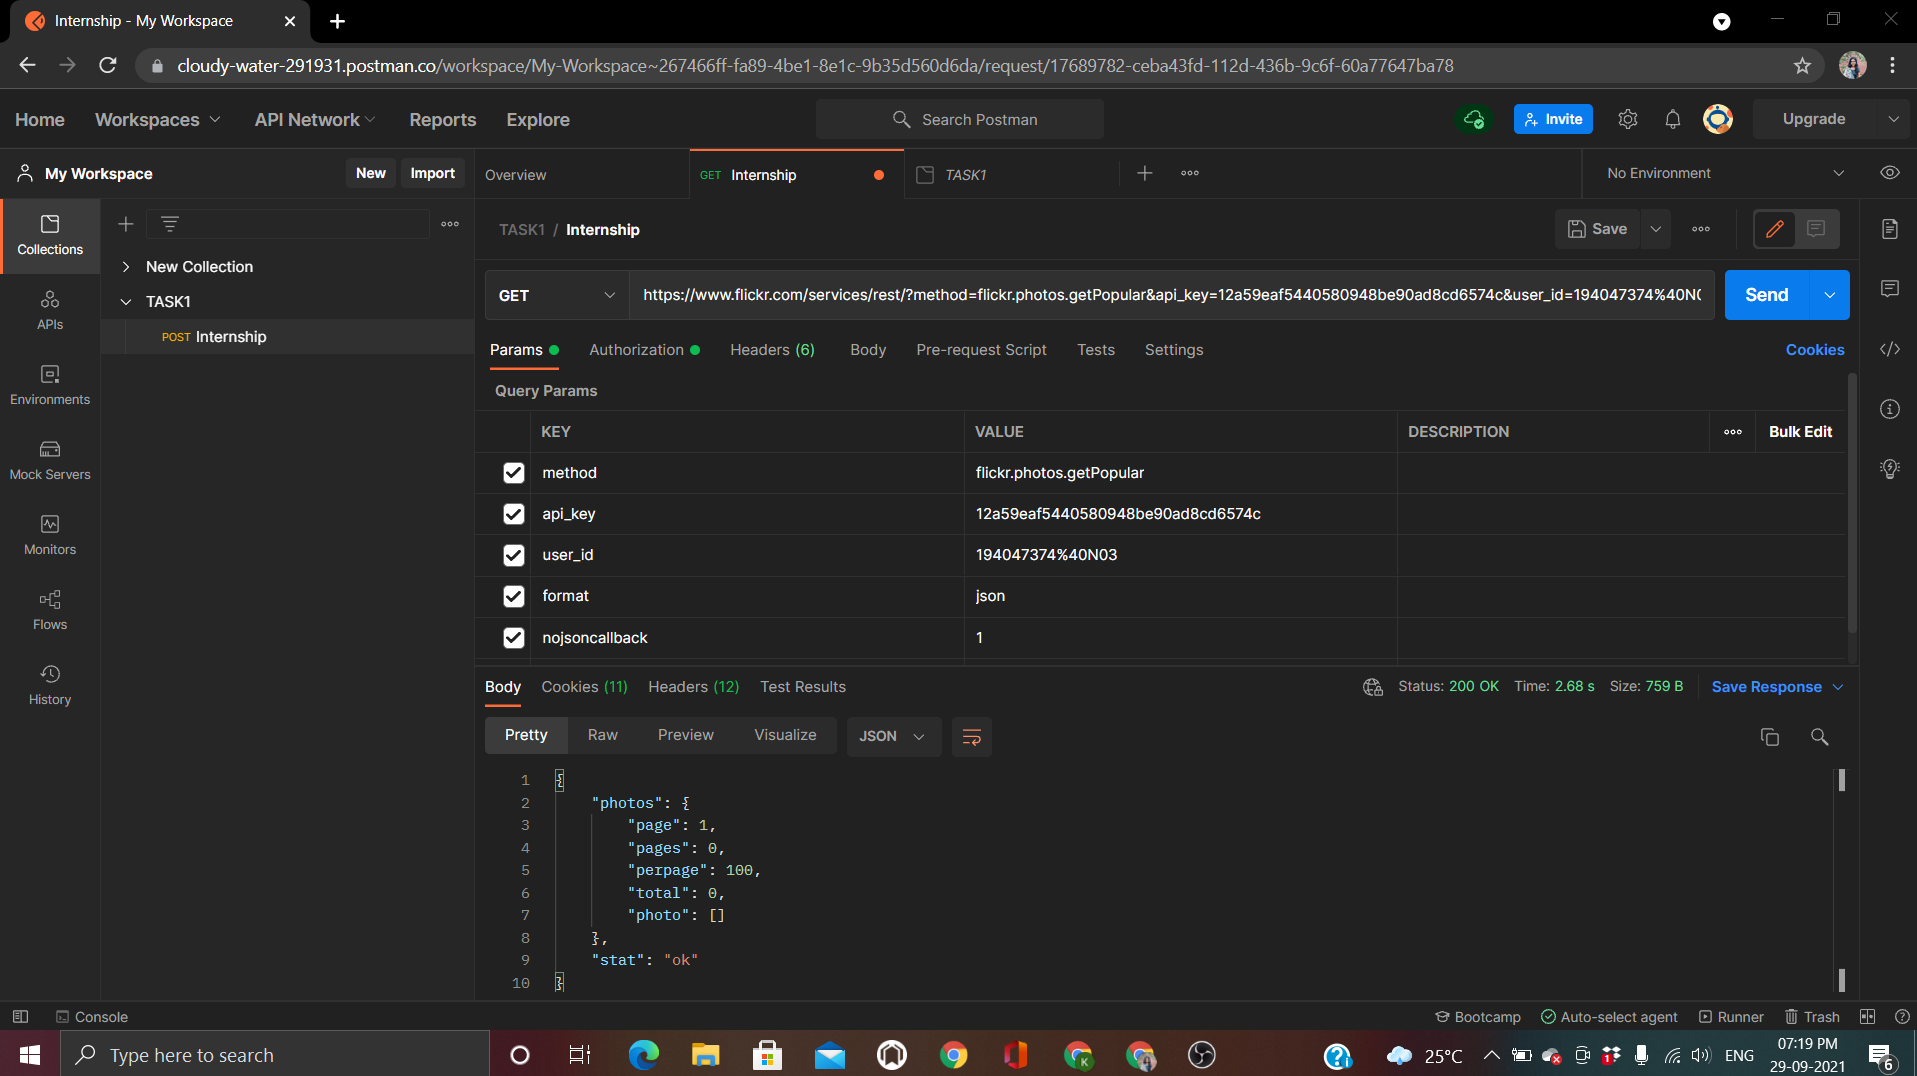 Internship - My Workspace
cloudy-water-291931.postman.co/workspace/My-Workspace~267466ff-fa89-4be1-8e1c-9b35d560d6da/request/17689782-ceba43fd-112d-436b-9c6f-60a77647ba78
Home Workspaces API Network Reports Explore Search Postman Invite Upgrade
My Workspace New Import Overview GET Internship TASK1 No Environment
Collections
APIs
Environments
Mock Servers
Monitors
Flows
History
New Collection
TASK1
POST Internship
TASK1 / Internship Save
GET https://www.flickr.com/services/rest/?method=flickr.photos.getPopular&api_key=12a59eaf5440580948be90ad8cd6574c&user_id=194047374%40N( Send
Params Authorization Headers (6) Body Pre-request Script Tests Settings Cookies
Query Params
KEY VALUE DESCRIPTION Bulk Edit
method flickr.photos.getPopular
api_key 12a59eaf5440580948be90ad8cd6574c
user_id 194047374%40N03
format json
nojsoncallback 1
Body Cookies (11) Headers (12) Test Results Status: 200 OK Time: 2.68 s Size: 759 B Save Response
Pretty Raw Preview Visualize JSON
1 {
2 "photos": {
3 "page": 1,
4 "pages": 0,
5 "perpage": 100,
6 "total": 0,
7 "photo": []
8 },
9 "stat": "ok"
10 }
Console Bootcamp Auto-select agent Runner Trash
Type here to search 25°C ENG 07:19 PM
29-09-2021 6